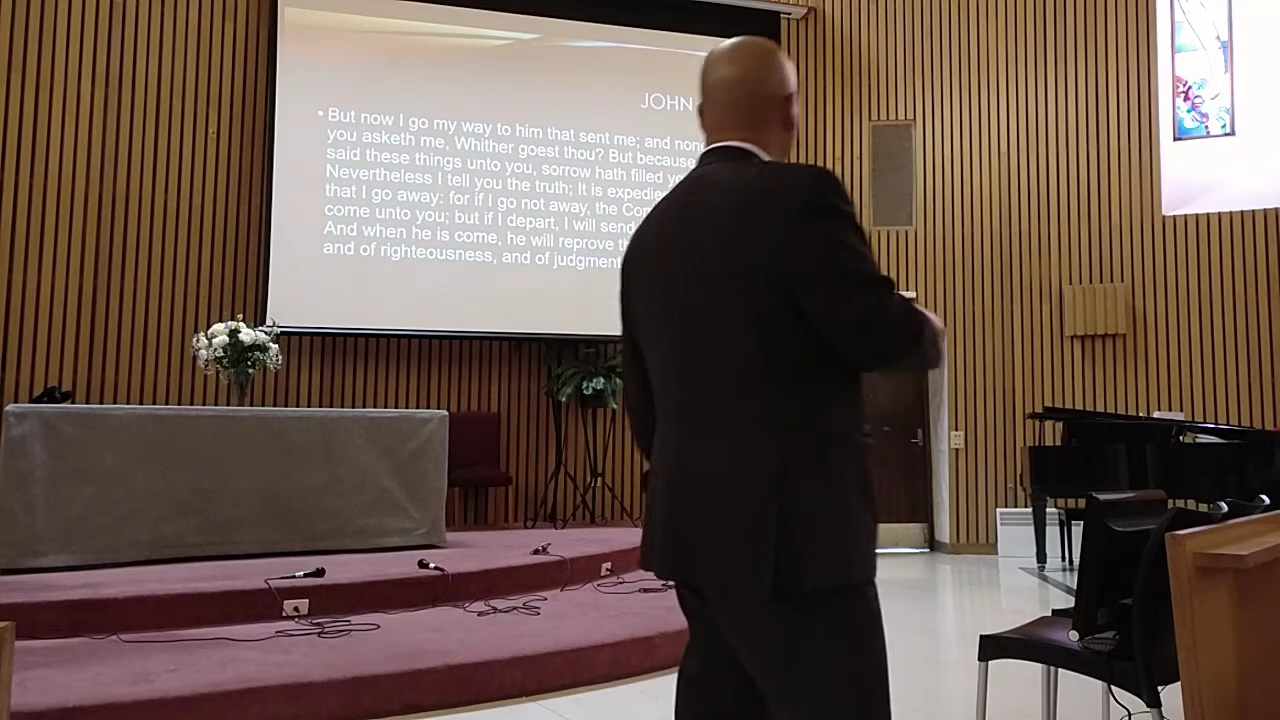 JOHN
• But now I go my way to him that sent me; and none
you asketh me, Whither goest thou? But because
said these things unto you, sorrow hath filled
Nevertheless I tell you the truth; It is
that I go away: for if I go not away, the
come unto you; but if I depart, I will send
And when he is come, he will reprove
and of righteousness, and of judgment